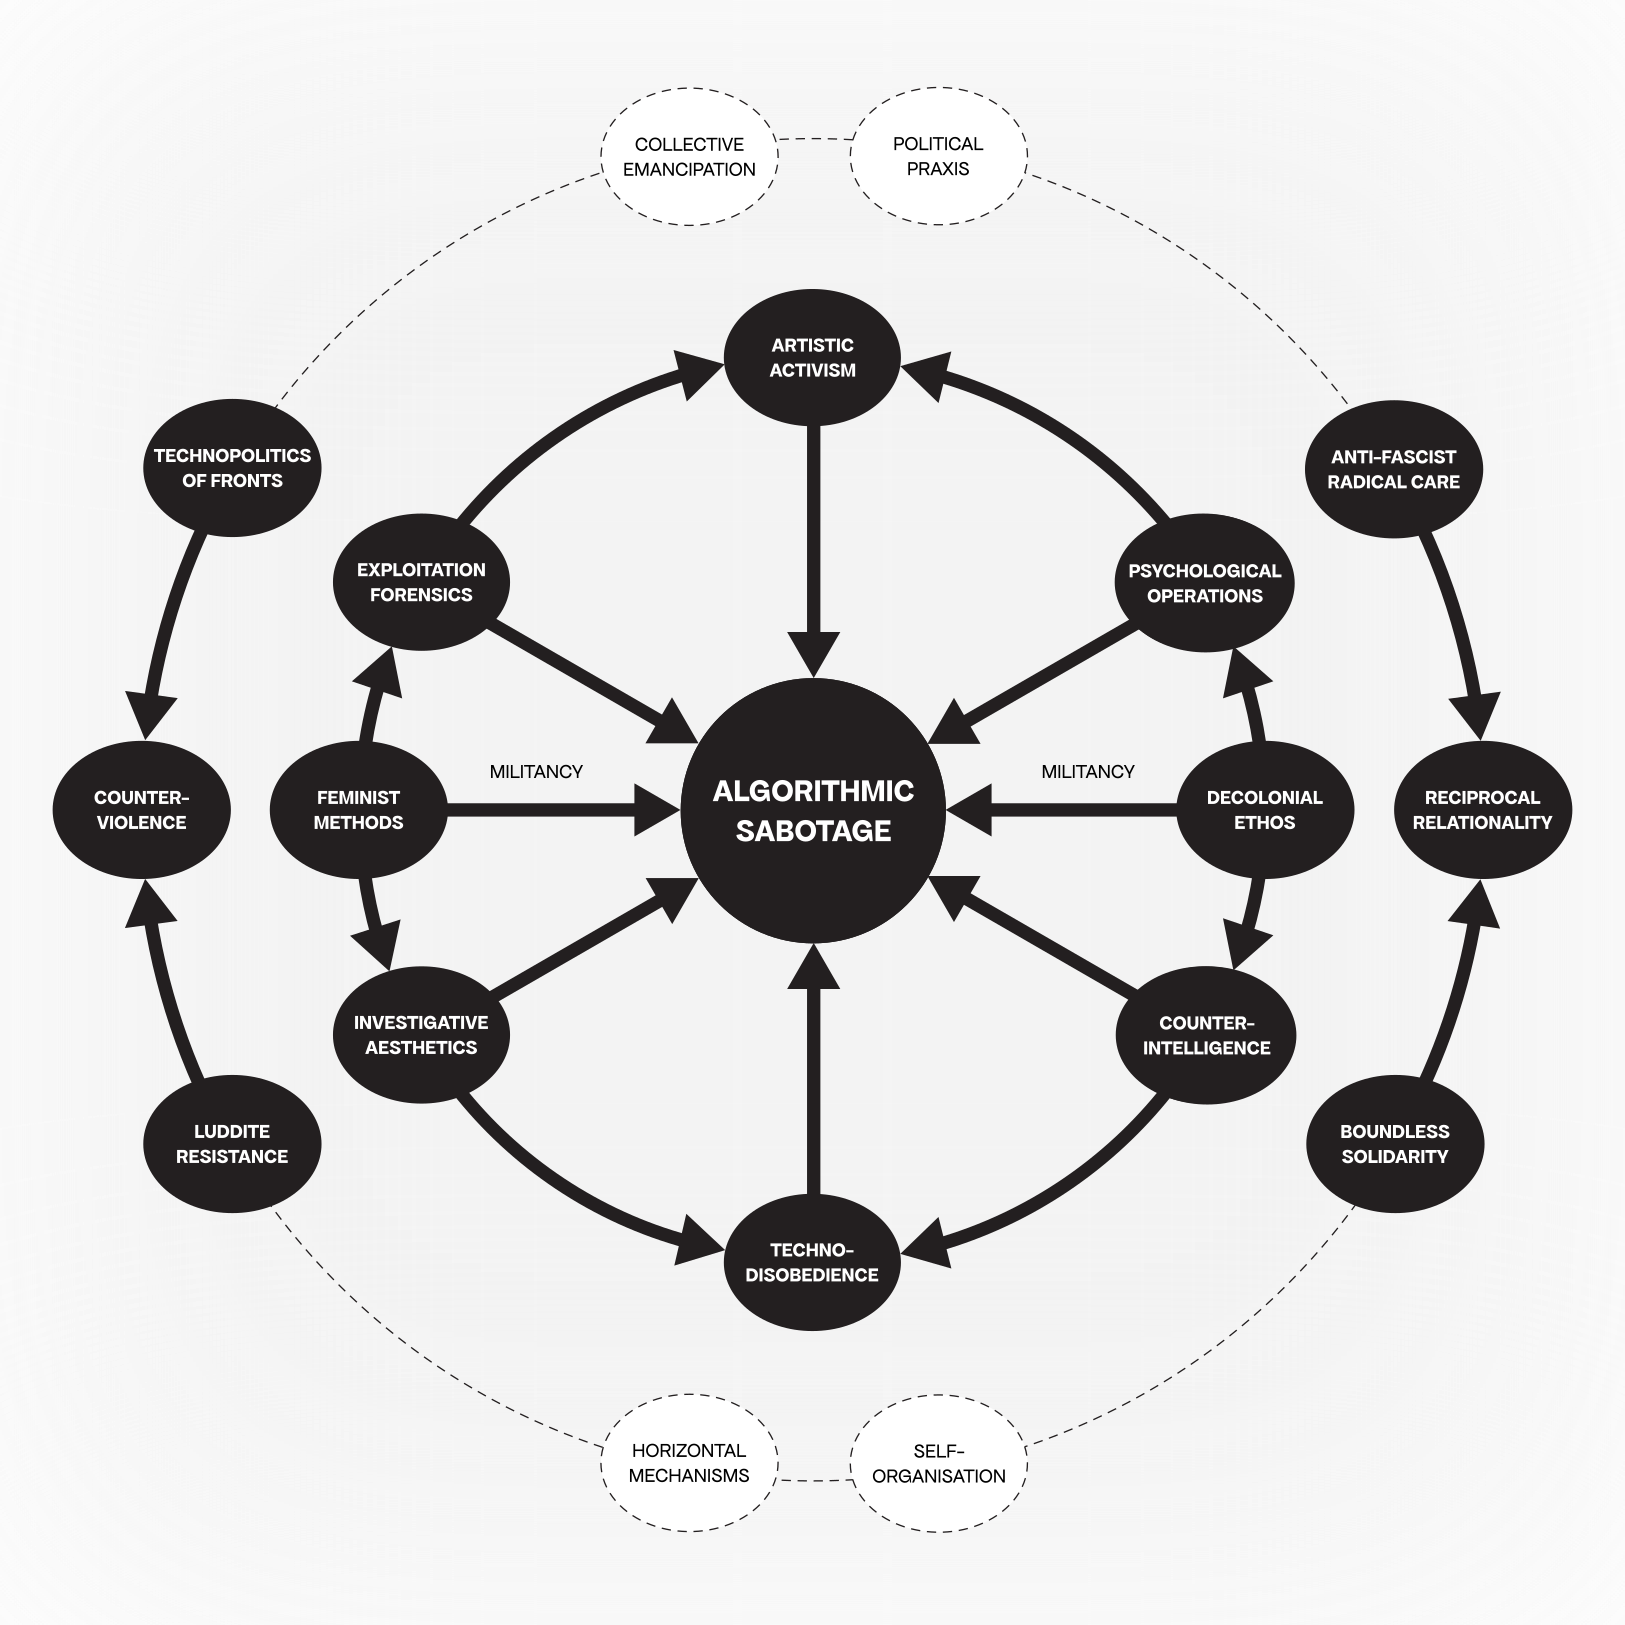 COLLECTIVE
EMANCIPATION
POLITICAL
PRAXIS
ARTISTIC
ACTIVISM
TECHNOPOLITICS
OF FRONTS
ANTI-FASCIST
RADICAL CARE
EXPLOITATION
FORENSICS
PSYCHOLOGICAL
OPERATIONS
MILITANCY
MILITANCY
COUNTER-
VIOLENCE
FEMINIST
METHODS
ALGORITHMIC
SABOTAGE
DECOLONIAL
ETHOS
RECIPROCAL
RELATIONALITY
INVESTIGATIVE
AESTHETICS
COUNTER-
INTELLIGENCE
LUDDITE
RESISTANCE
BOUNDLESS
SOLIDARITY
TECHNO-
DISOBEDIENCE
HORIZONTAL
MECHANISMS
SELF-
ORGANISATION